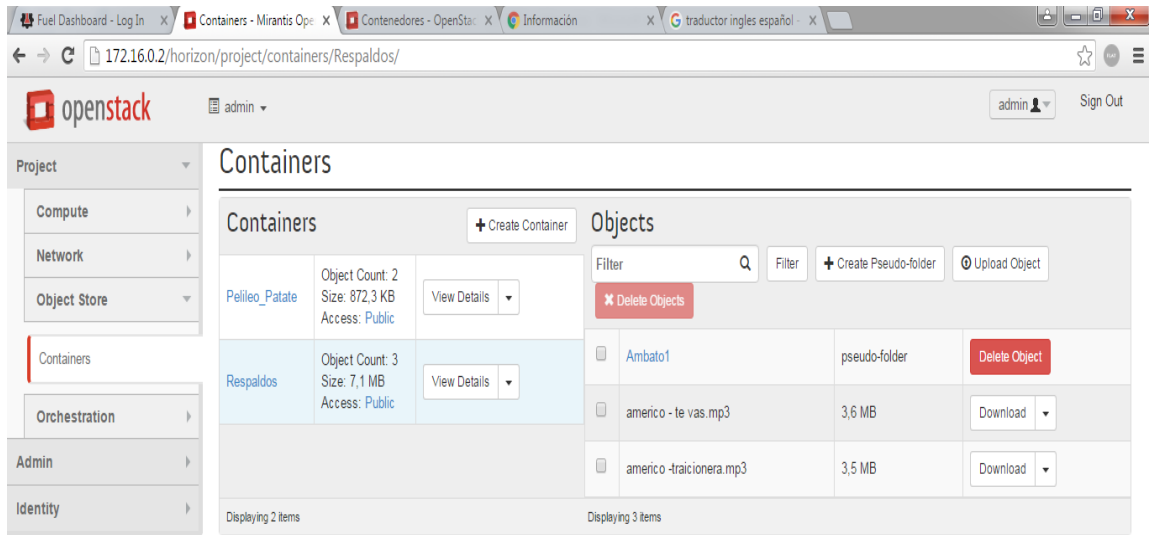 Fuel Dashboard - Log In
Containers - Mirantis Ope
Contenedores - OpenStac
Información
traductor ingles español -
172.16.0.2/horizon/project/containers/Respaldos/
openstack
admin
admin
Sign Out
Project
Compute
Network
Object Store
Containers
Orchestration
Admin
Identity
Containers
Containers
+ Create Container
Pelileo_Patate
Object Count: 2
Size: 872,3 KB
Access: Public
View Details
Respaldos
Object Count: 3
Size: 7,1 MB
Access: Public
View Details
Displaying 2 items
Objects
Filter
Filter
+ Create Pseudo-folder
Upload Object
Delete Objects
Ambato1
pseudo-folder
Delete Object
americo - te vas.mp3
3,6 MB
Download
americo -traicionera.mp3
3,5 MB
Download
Displaying 3 items